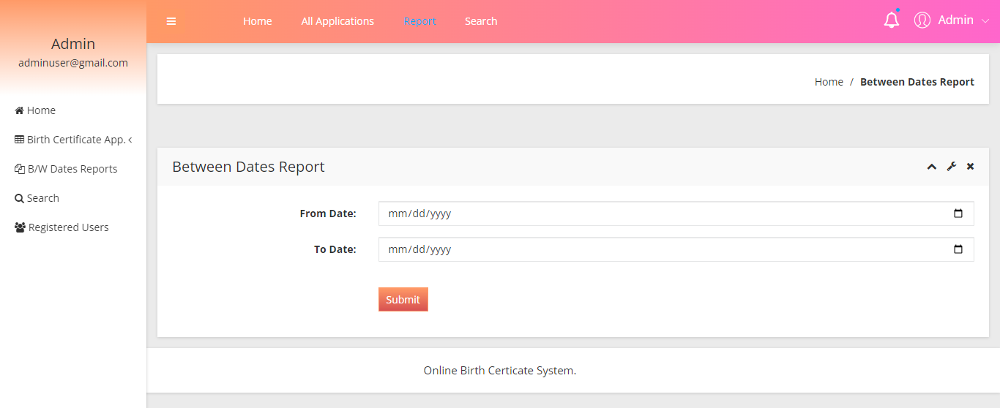 Admin
adminuser@gmail.com
Home
Birth Certificate App.
B/W Dates Reports
Search
Registered Users
Home All Applications Report Search Admin
Home / Between Dates Report
Between Dates Report
From Date: mm/dd/yyyy
To Date: mm/dd/yyyy
Submit
Online Birth Certicate System.